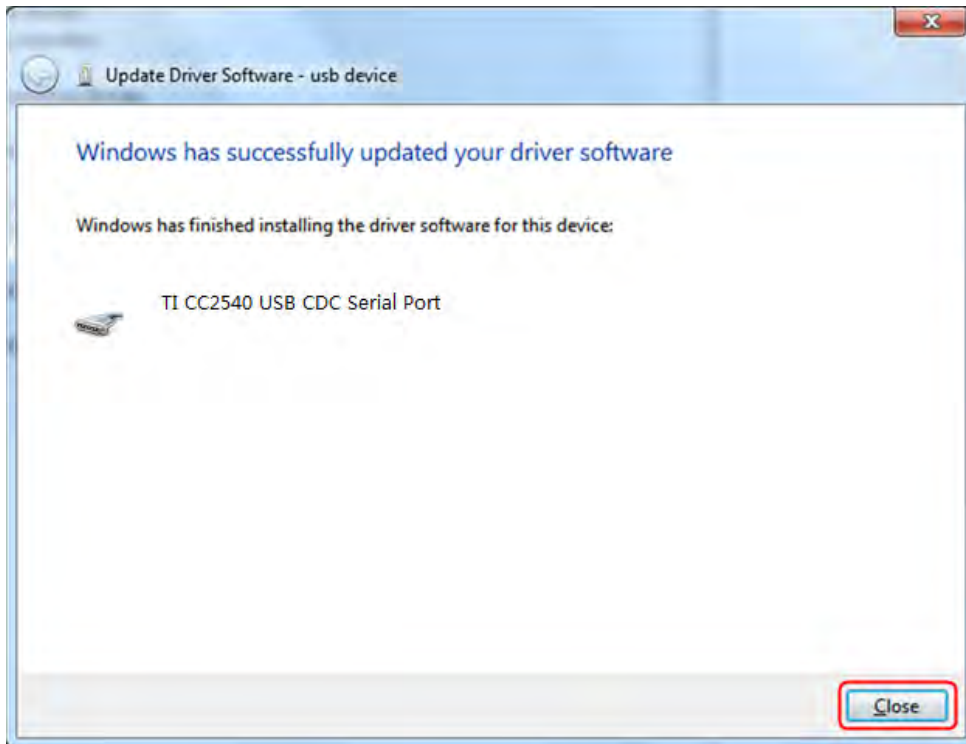 Update Driver Software - usb device
Windows has successfully updated your driver software
Windows has finished installing the driver software for this device:
TI CC2540 USB CDC Serial Port
Close